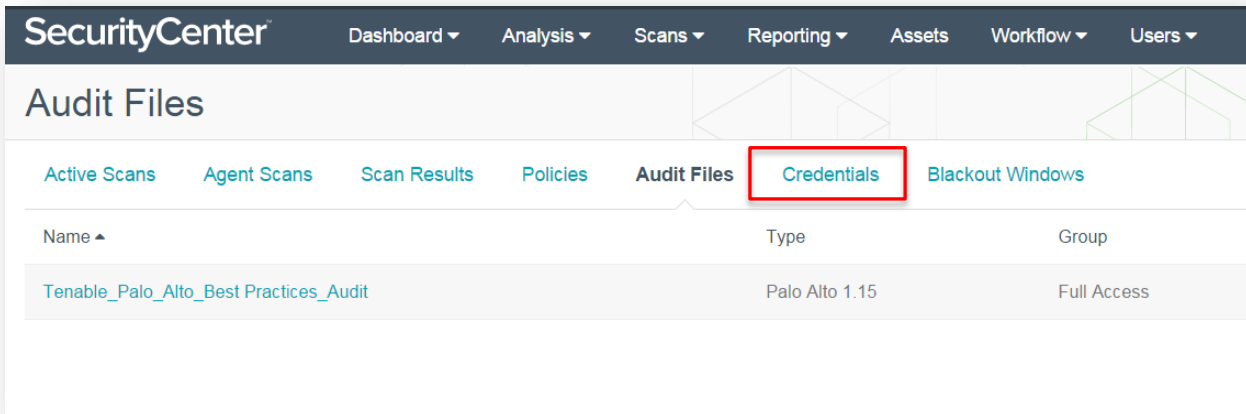 SecurityCenter™ Dashboard Analysis Scans Reporting Assets Workflow Users
Audit Files
Active Scans Agent Scans Scan Results Policies Audit Files Credentials Blackout Windows
Name Type Group
Tenable_Palo_Alto_Best Practices_Audit Palo Alto 1.15 Full Access